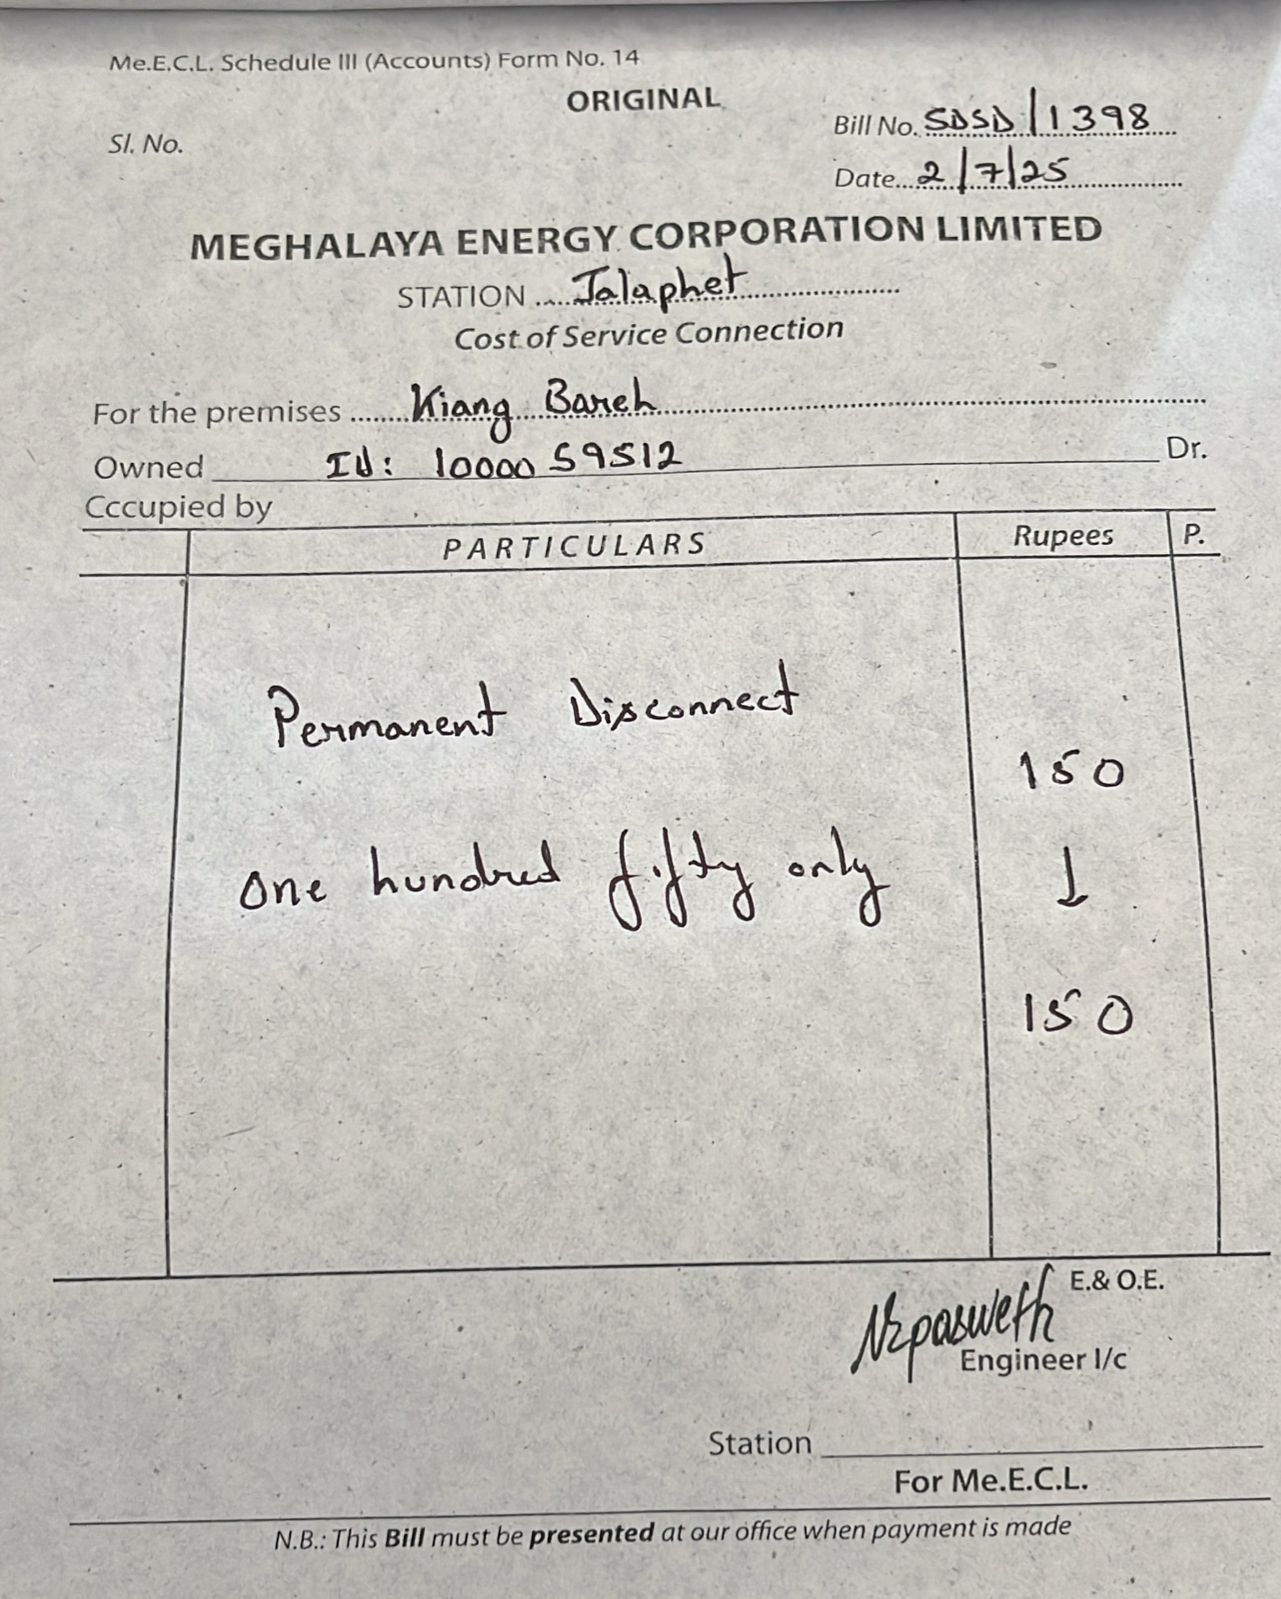 Me.E.C.L. Schedule III (Accounts) Form No. 14
ORIGINAL
Bill No. SDSD/1398
Sl. No.
Date 2/7/25
MEGHALAYA ENERGY CORPORATION LIMITED
STATION Jalaphet
Cost of Service Connection
For the premises Kiang Bareh
Owned ID: 1000059512 Dr.
Cccupied by
PARTICULARS Rupees P.
Permanent Disconnect
150
One hundred fifty only
150
E.& O.E.
Engineer I/c
Station
For Me.E.C.L.
N.B.: This Bill must be presented at our office when payment is made